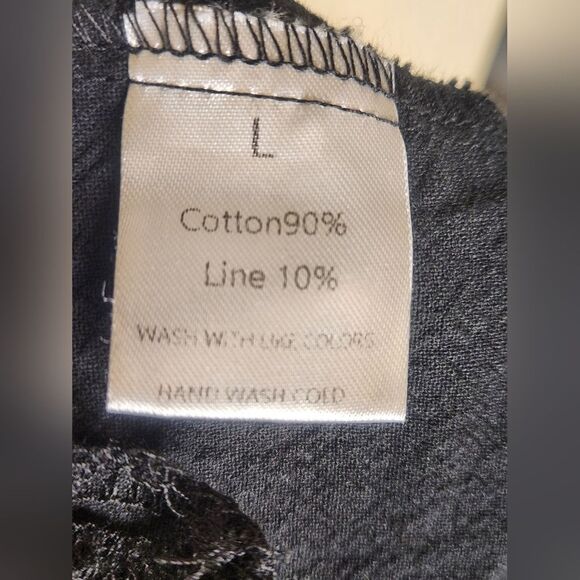 L
Cotton90%
Line 10%
WASH WITH LIKE COLORS
HAND WASH COLD